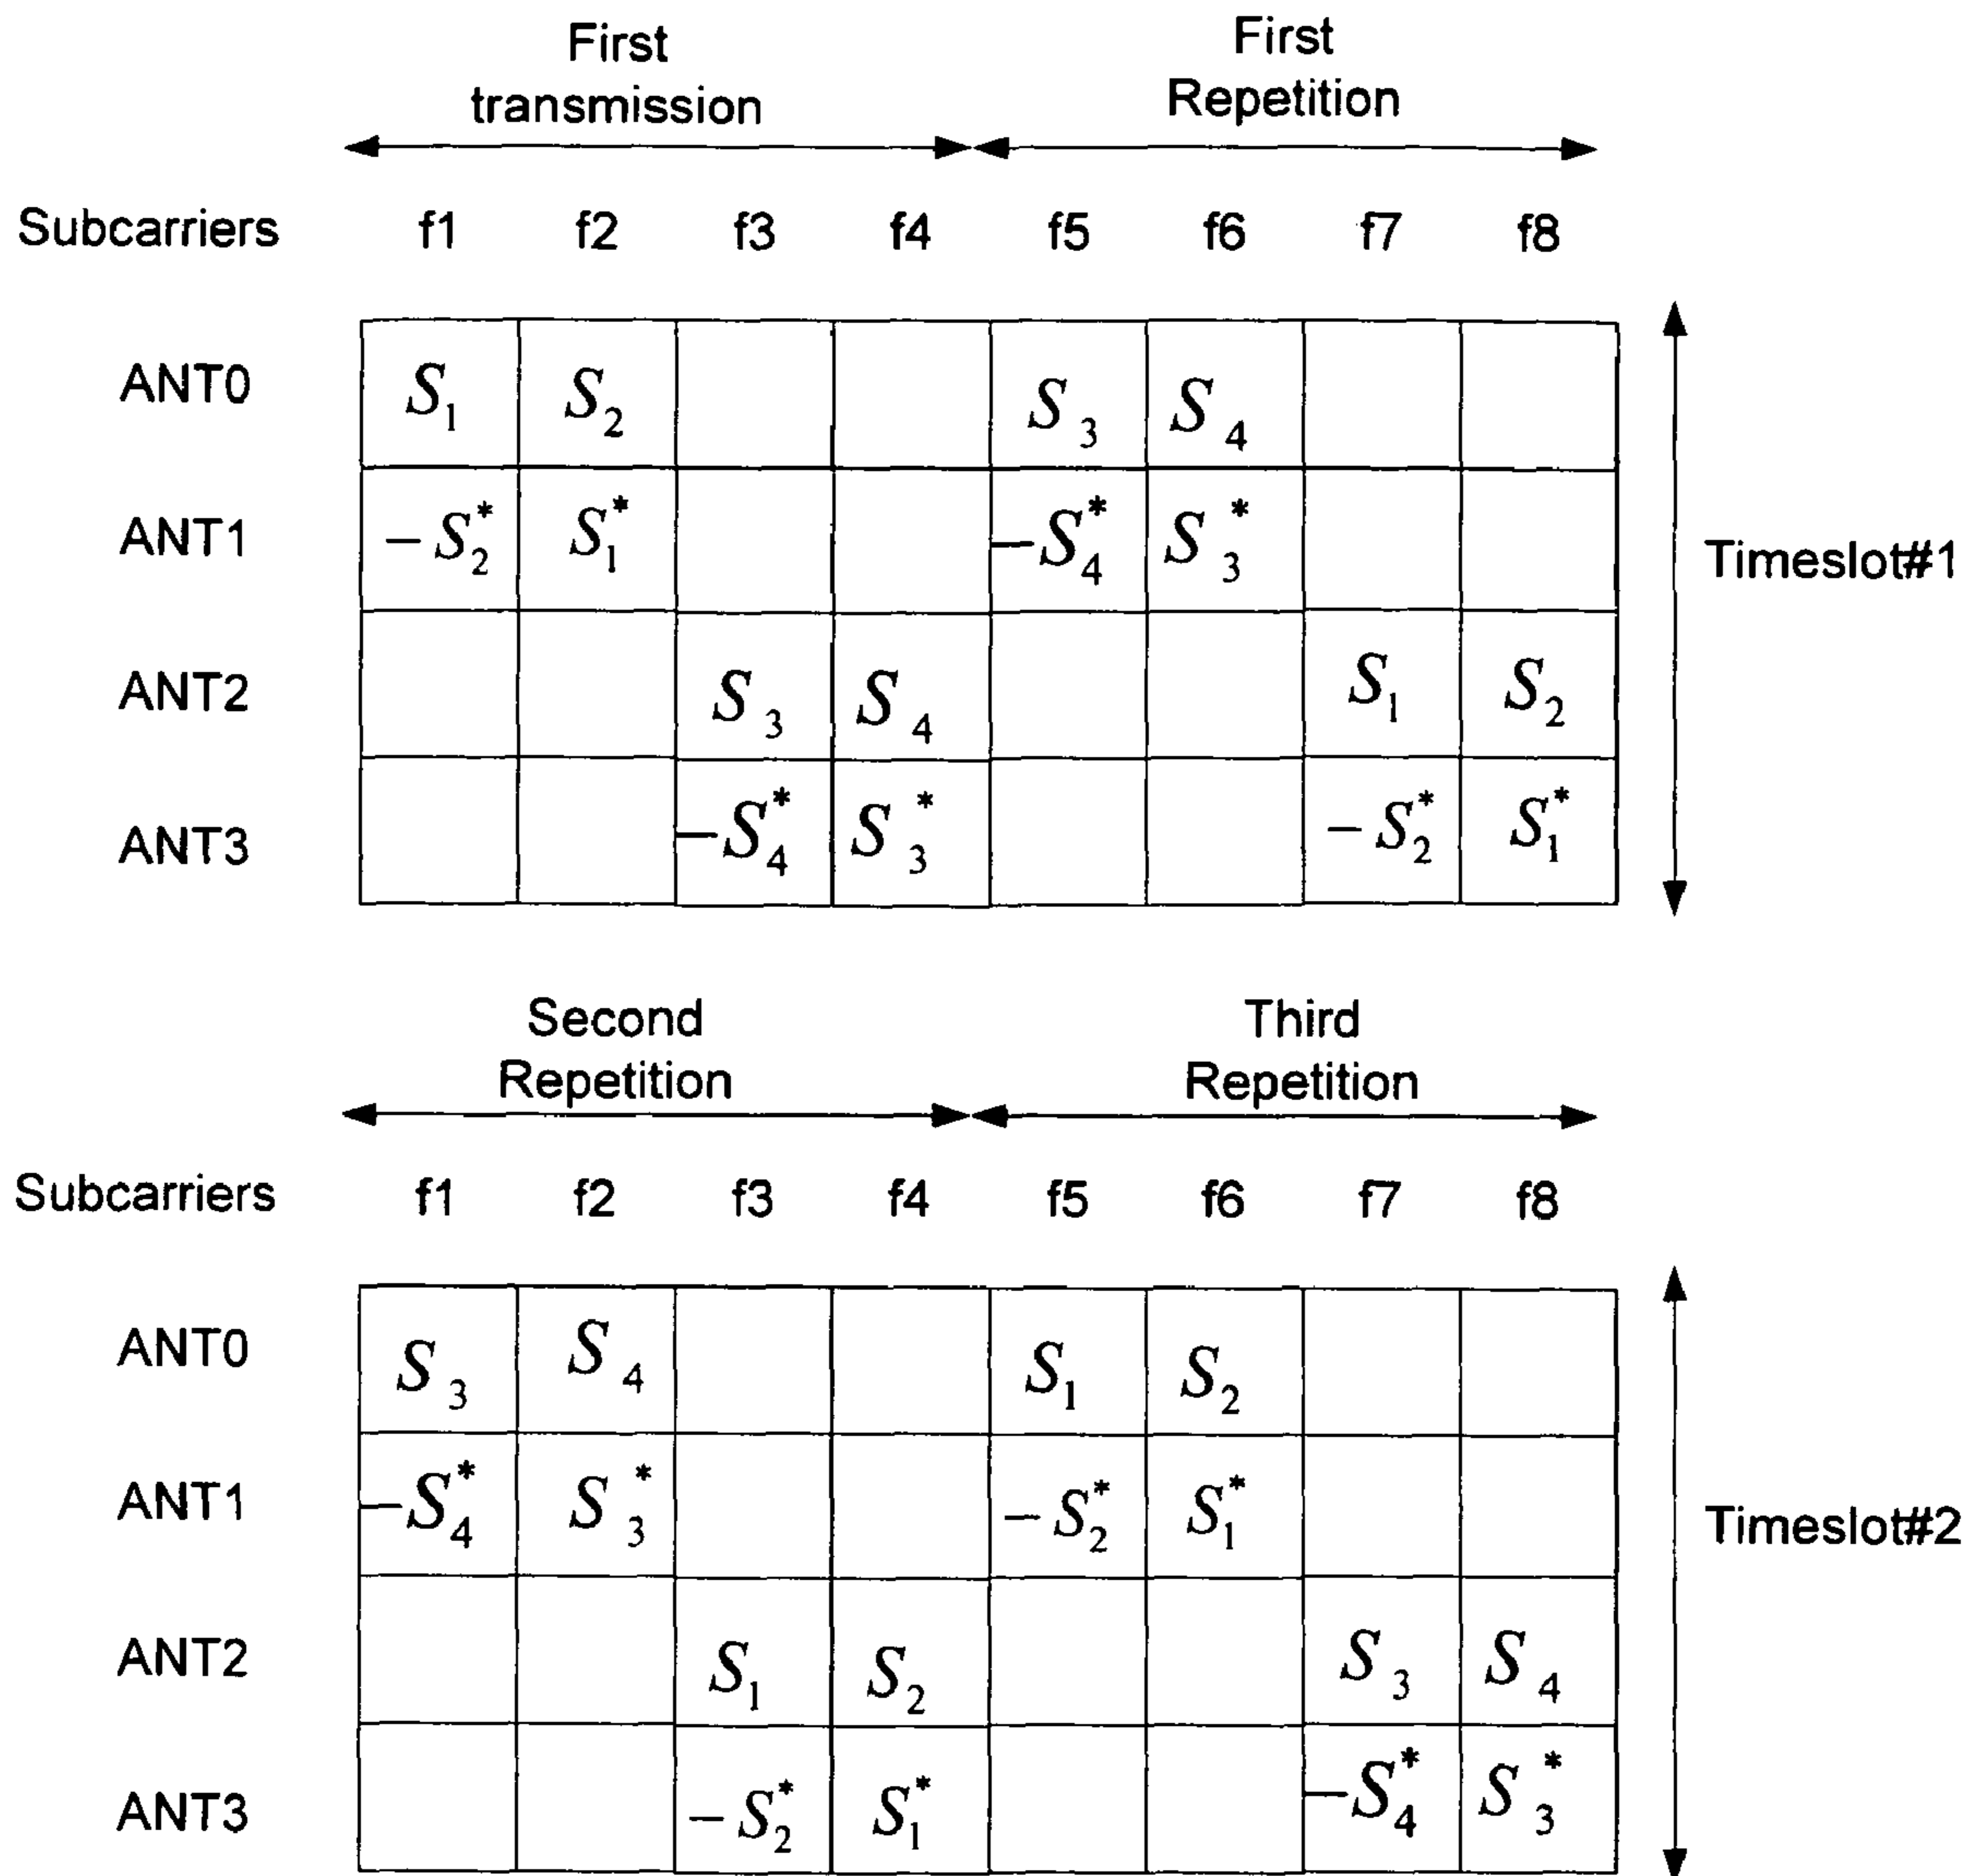 First transmission
First Repetition
Subcarriers f1 f2 f3 f4 f5 f6 f7 f8
ANT0 S₁ S₂ S₃ S₄
ANT1 −S₂* S₁* −S₄* S₃*
ANT2 S₃ S₄ S₁ S₂
ANT3 −S₄* S₃* −S₂* S₁*
Timeslot#1
Second Repetition
Third Repetition
Subcarriers f1 f2 f3 f4 f5 f6 f7 f8
ANT0 S₃ S₄ S₁ S₂
ANT1 −S₄* S₃* −S₂* S₁*
ANT2 S₁ S₂ S₃ S₄
ANT3 −S₂* S₁* −S₄* S₃*
Timeslot#2